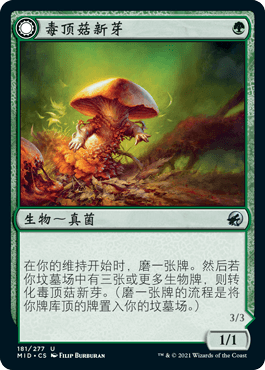 毒顶菇新芽
生物～真菌
在你的维持开始时，磨一张牌。然后若
你坟墓场中有三张或更多生物牌，则转
化毒顶菇新芽。（磨牌的流程是将
你牌库顶的牌置入你的坟墓场。）
3/3
181/277 U
MID • CS FILIP BURBURAN
™ & © 2021 Wizards of the Coast
1/1